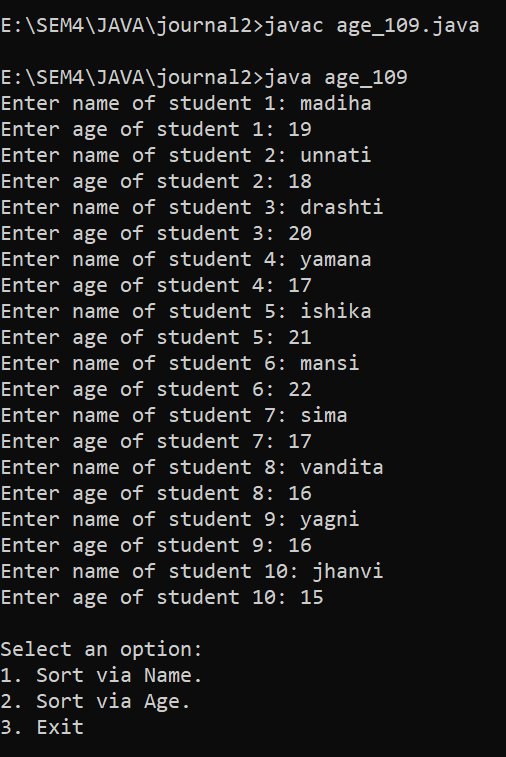 E:\SEM4\JAVA\journal2>javac age_109.java
E:\SEM4\JAVA\journal2>java age_109
Enter name of student 1: madiha
Enter age of student 1: 19
Enter name of student 2: unnati
Enter age of student 2: 18
Enter name of student 3: drashti
Enter age of student 3: 20
Enter name of student 4: yamana
Enter age of student 4: 17
Enter name of student 5: ishika
Enter age of student 5: 21
Enter name of student 6: mansi
Enter age of student 6: 22
Enter name of student 7: sima
Enter age of student 7: 17
Enter name of student 8: vandita
Enter age of student 8: 16
Enter name of student 9: yagni
Enter age of student 9: 16
Enter name of student 10: jhanvi
Enter age of student 10: 15
Select an option:
1. Sort via Name.
2. Sort via Age.
3. Exit